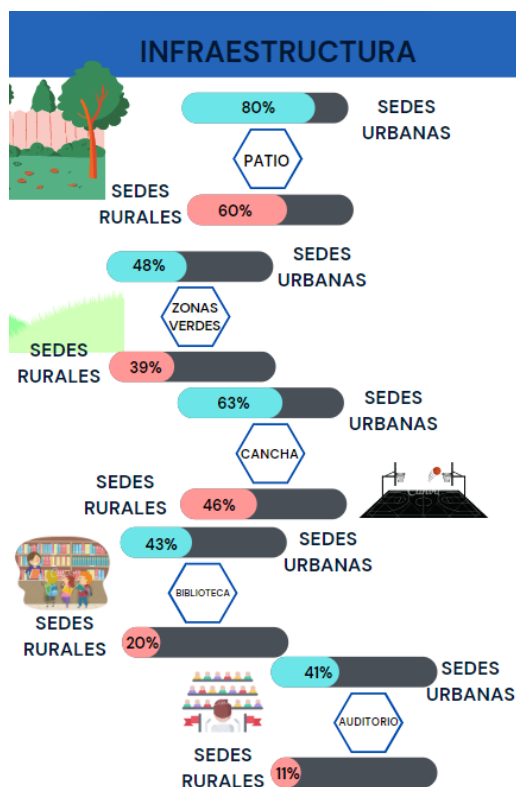 INFRAESTRUCTURA
80%
SEDES
URBANAS
PATIO
SEDES
RURALES
60%
48%
SEDES
URBANAS
ZONAS
VERDES
SEDES
RURALES
39%
63%
SEDES
URBANAS
CANCHA
SEDES
RURALES
46%
43%
SEDES
URBANAS
BIBLIOTECA
SEDES
RURALES
20%
41%
SEDES
URBANAS
AUDITORIO
SEDES
RURALES
11%